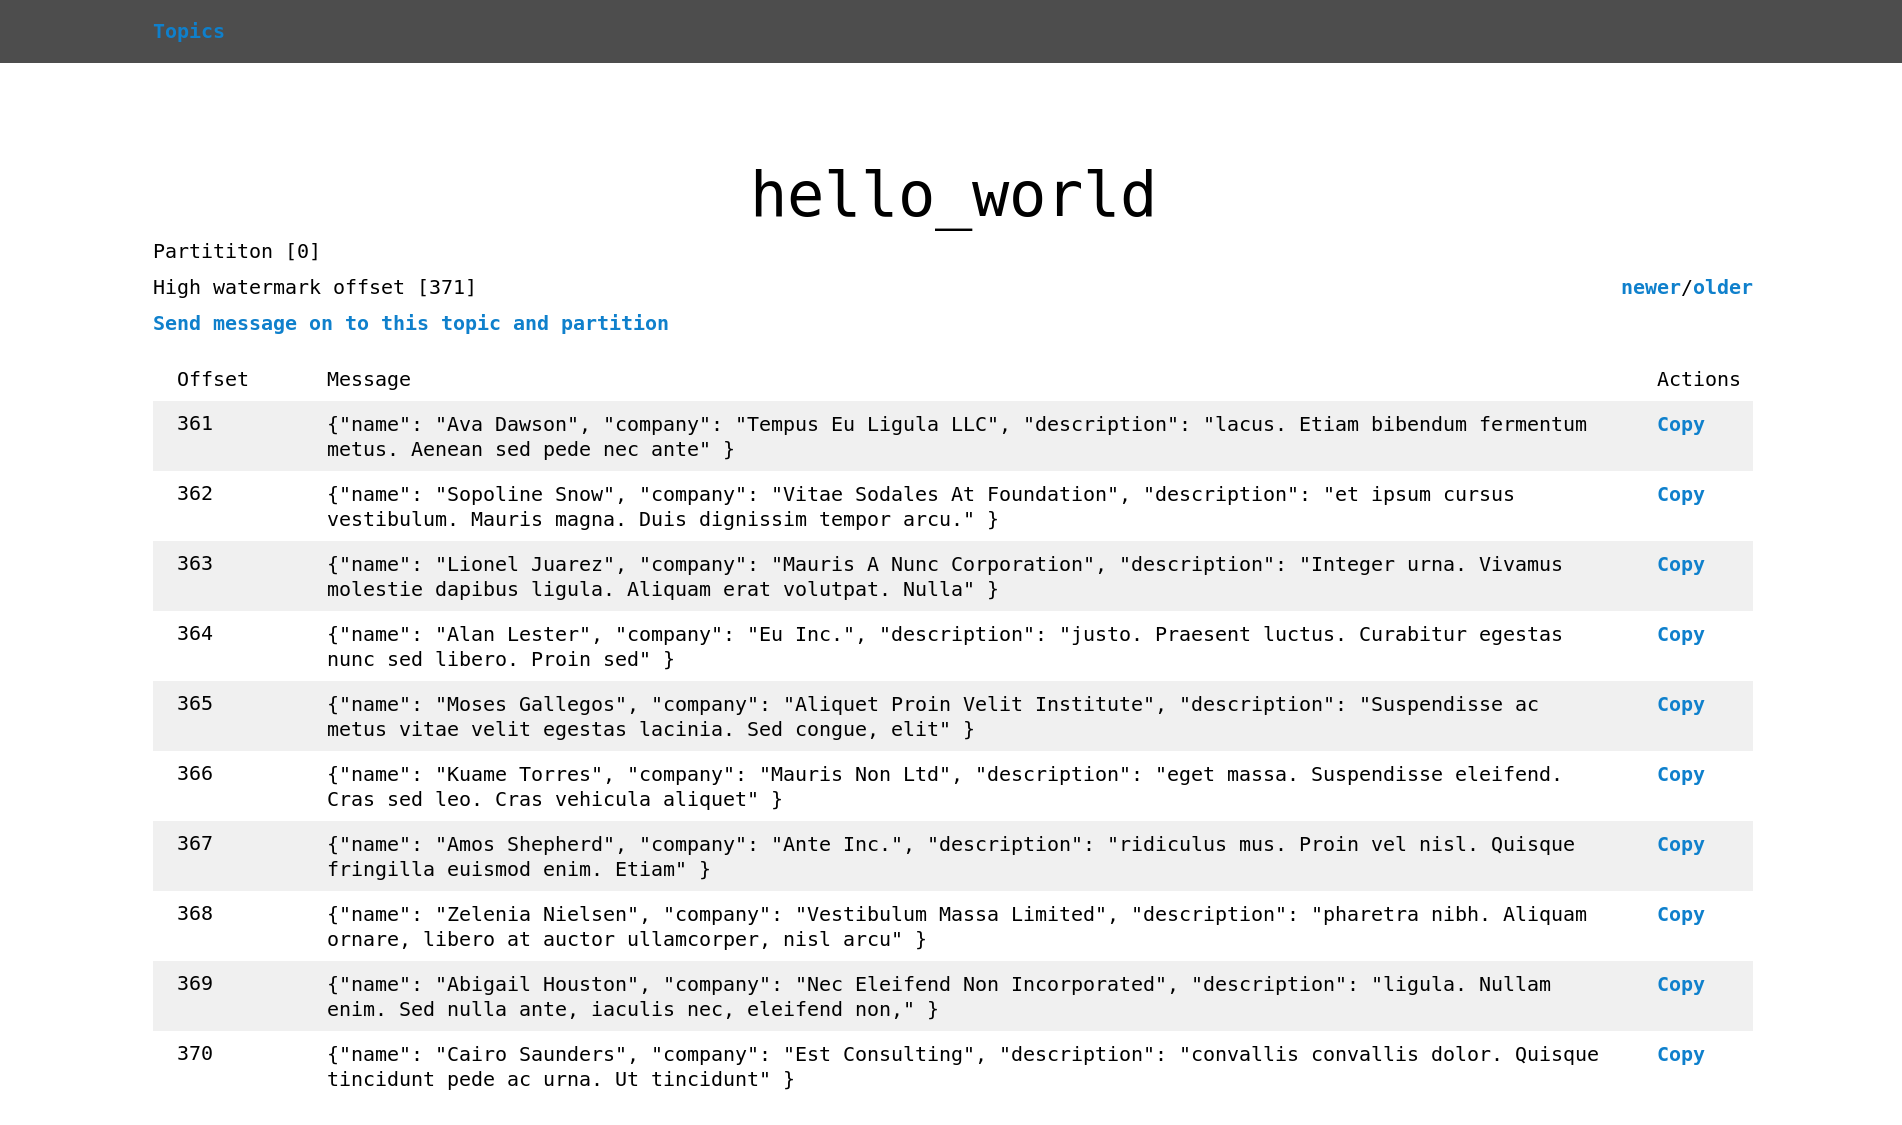 Topics
hello_world
Partititon [0]
High watermark offset [371]
newer/older
Send message on to this topic and partition
Offset Message Actions
361 {"name": "Ava Dawson", "company": "Tempus Eu Ligula LLC", "description": "lacus. Etiam bibendum fermentum Copy
metus. Aenean sed pede nec ante" }
362 {"name": "Sopoline Snow", "company": "Vitae Sodales At Foundation", "description": "et ipsum cursus Copy
vestibulum. Mauris magna. Duis dignissim tempor arcu." }
363 {"name": "Lionel Juarez", "company": "Mauris A Nunc Corporation", "description": "Integer urna. Vivamus Copy
molestie dapibus ligula. Aliquam erat volutpat. Nulla" }
364 {"name": "Alan Lester", "company": "Eu Inc.", "description": "justo. Praesent luctus. Curabitur egestas Copy
nunc sed libero. Proin sed" }
365 {"name": "Moses Gallegos", "company": "Aliquet Proin Velit Institute", "description": "Suspendisse ac Copy
metus vitae velit egestas lacinia. Sed congue, elit" }
366 {"name": "Kuame Torres", "company": "Mauris Non Ltd", "description": "eget massa. Suspendisse eleifend. Copy
Cras sed leo. Cras vehicula aliquet" }
367 {"name": "Amos Shepherd", "company": "Ante Inc.", "description": "ridiculus mus. Proin vel nisl. Quisque Copy
fringilla euismod enim. Etiam" }
368 {"name": "Zelenia Nielsen", "company": "Vestibulum Massa Limited", "description": "pharetra nibh. Aliquam Copy
ornare, libero at auctor ullamcorper, nisl arcu" }
369 {"name": "Abigail Houston", "company": "Nec Eleifend Non Incorporated", "description": "ligula. Nullam Copy
enim. Sed nulla ante, iaculis nec, eleifend non," }
370 {"name": "Cairo Saunders", "company": "Est Consulting", "description": "convallis convallis dolor. Quisque Copy
tincidunt pede ac urna. Ut tincidunt" }